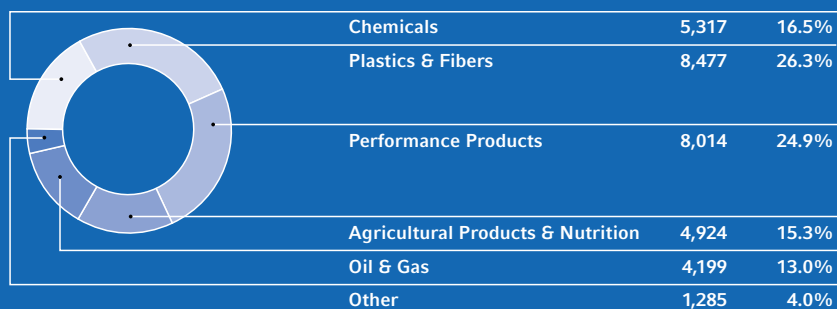 Chemicals 5,317 16.5%
Plastics & Fibers 8,477 26.3%
Performance Products 8,014 24.9%
Agricultural Products & Nutrition 4,924 15.3%
Oil & Gas 4,199 13.0%
Other 1,285 4.0%